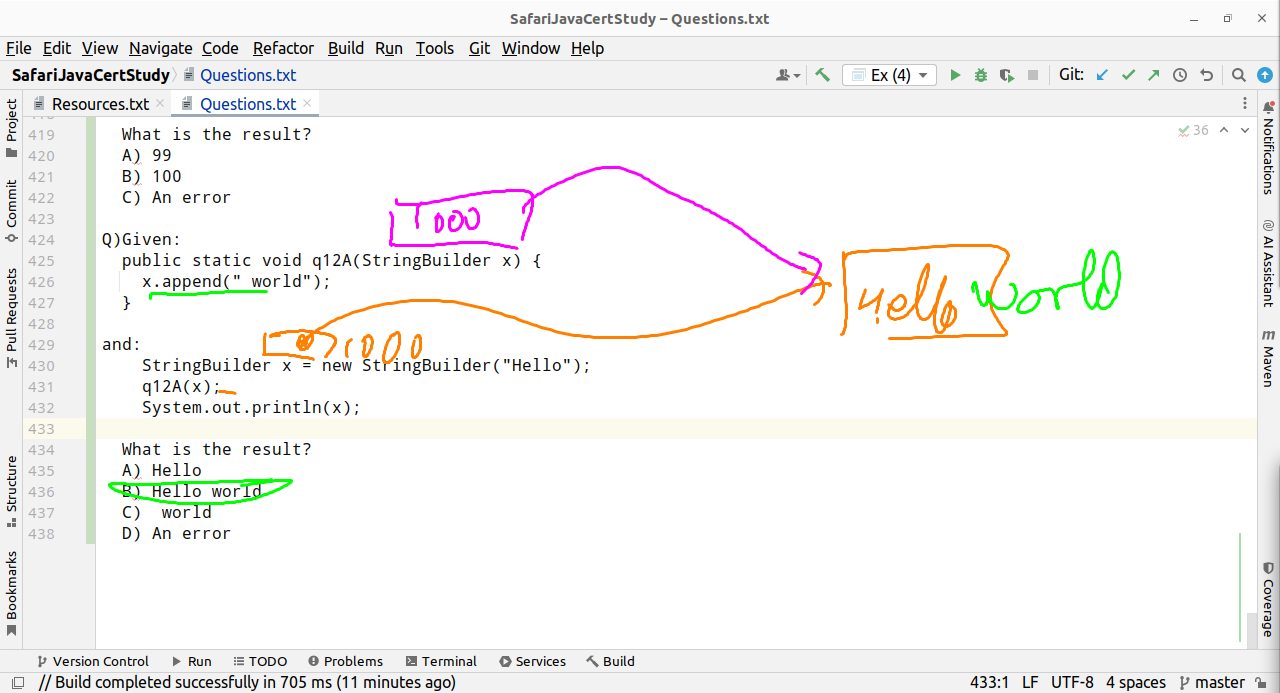 SafariJavaCertStudy – Questions.txt
File Edit View Navigate Code Refactor Build Run Tools Git Window Help
SafariJavaCertStudy Questions.txt Ex (4) Git:
Resources.txt Questions.txt
36
Project
Commit
Pull Requests
Structure
Bookmarks
419 What is the result?
420 A) 99
421 B) 100
422 C) An error
423
424 Q)Given:
425 public static void q12A(StringBuilder x) {
426 x.append(" world");
427 }
428
429 and:
430 StringBuilder x = new StringBuilder("Hello");
431 q12A(x);
432 System.out.println(x);
433
434 What is the result?
435 A) Hello
436 B) Hello world
437 C)  world
438 D) An error
1000
1000
Hello world
Notifications
AI Assistant
Maven
Coverage
Version Control Run TODO Problems Terminal Services Build
// Build completed successfully in 705 ms (11 minutes ago) 433:1 LF UTF-8 4 spaces master